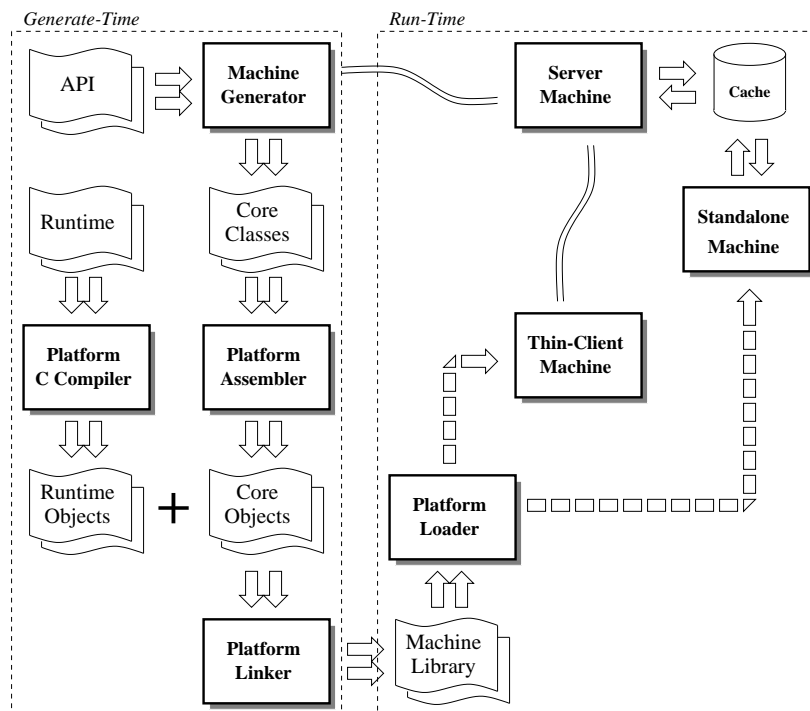 Generate-Time
Run-Time
API
Machine
Generator
Server
Machine
Cache
Runtime
Core
Classes
Standalone
Machine
Platform
C Compiler
Platform
Assembler
Thin-Client
Machine
Runtime
Objects
+
Core
Objects
Platform
Loader
Platform
Linker
Machine
Library